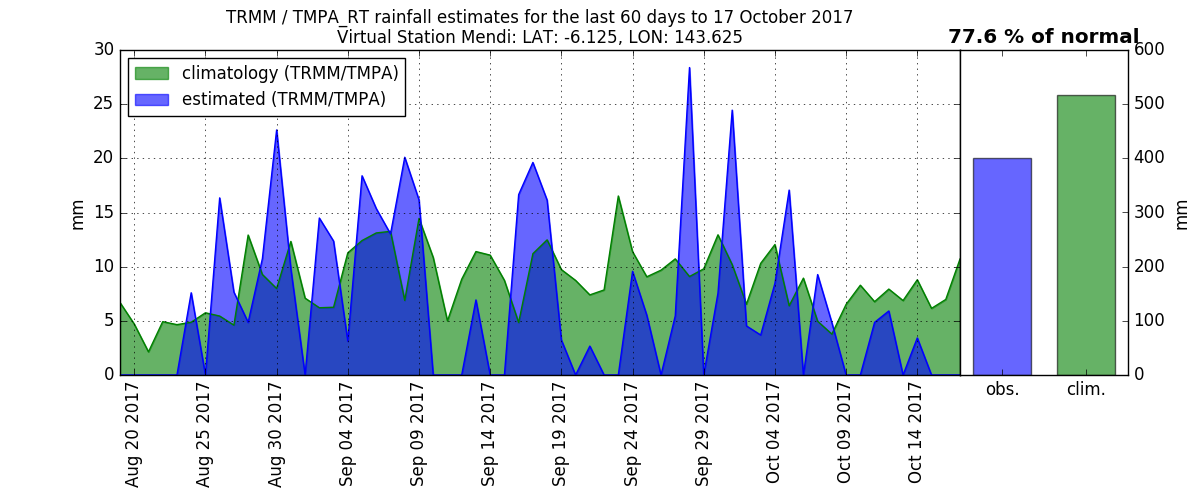 TRMM / TMPA_RT rainfall estimates for the last 60 days to 17 October 2017
Virtual Station Mendi: LAT: -6.125, LON: 143.625
77.6 % of normal
climatology (TRMM/TMPA)
estimated (TRMM/TMPA)
mm
30
25
20
15
10
5
0
Aug 20 2017
Aug 25 2017
Aug 30 2017
Sep 04 2017
Sep 09 2017
Sep 14 2017
Sep 19 2017
Sep 24 2017
Sep 29 2017
Oct 04 2017
Oct 09 2017
Oct 14 2017
obs.
clim.
600
500
400
300
200
100
0
mm